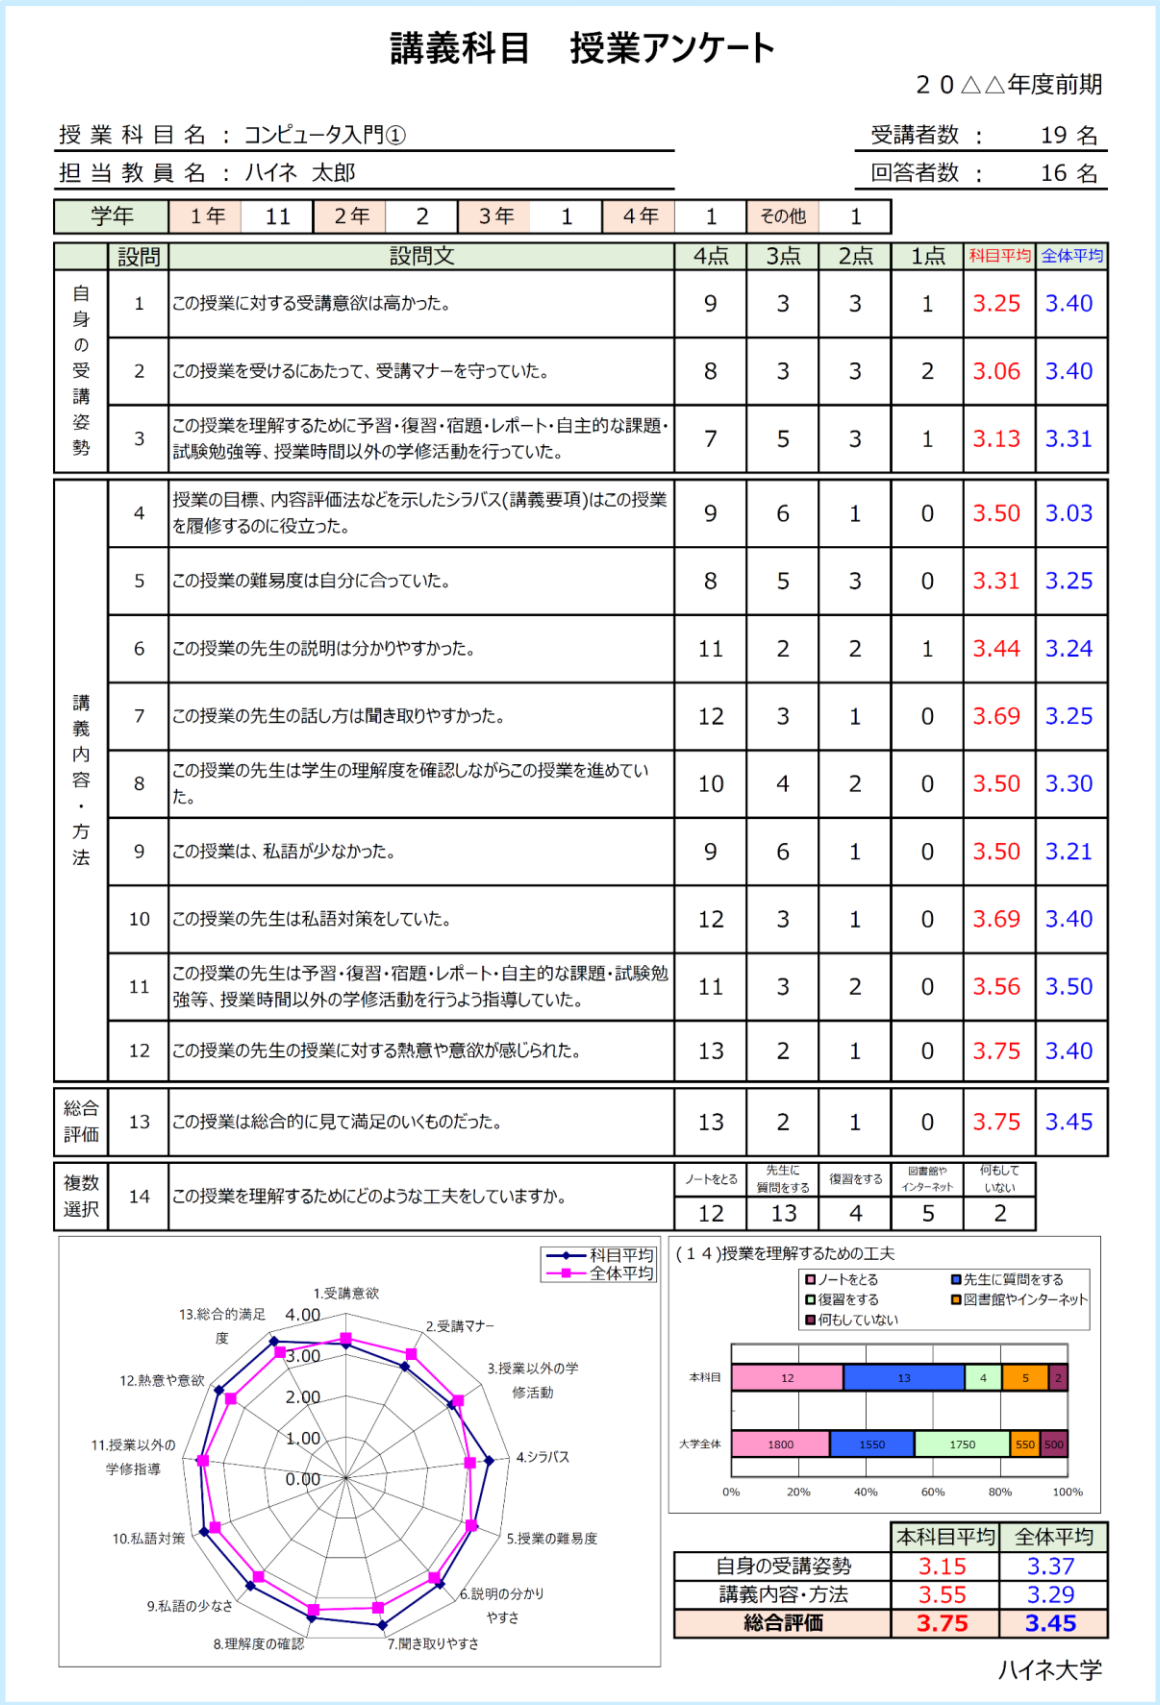 講義科目　授業アンケート
２０△△年度前期
授業科目名：コンピュータ入門①
受講者数： 19 名
担当教員名：ハイネ 太郎
回答者数： 16 名
学年 1年 11 2年 2 3年 1 4年 1 その他 1
設問 設問文 4点 3点 2点 1点 科目平均 全体平均
自身の受講姿勢
1 この授業に対する受講意欲は高かった。 9 3 3 1 3.25 3.40
2 この授業を受けるにあたって、受講マナーを守っていた。 8 3 3 2 3.06 3.40
3 この授業を理解するために予習・復習・宿題・レポート・自主的な課題・
試験勉強等、授業時間以外の学修活動を行っていた。 7 5 3 1 3.13 3.31
講義内容・方法
4 授業の目標、内容評価法などを示したシラバス(講義要項)はこの授業
を履修するのに役立った。 9 6 1 0 3.50 3.03
5 この授業の難易度は自分に合っていた。 8 5 3 0 3.31 3.25
6 この授業の先生の説明は分かりやすかった。 11 2 2 1 3.44 3.24
7 この授業の先生の話し方は聞き取りやすかった。 12 3 1 0 3.69 3.25
8 この授業の先生は学生の理解度を確認しながらこの授業を進めてい
た。 10 4 2 0 3.50 3.30
9 この授業は、私語が少なかった。 9 6 1 0 3.50 3.21
10 この授業の先生は私語対策をしていた。 12 3 1 0 3.69 3.40
11 この授業の先生は予習・復習・宿題・レポート・自主的な課題・試験勉
強等、授業時間以外の学修活動を行うよう指導していた。 11 3 2 0 3.56 3.50
12 この授業の先生の授業に対する熱意や意欲が感じられた。 13 2 1 0 3.75 3.40
総合
評価
13 この授業は総合的に見て満足のいくものだった。 13 2 1 0 3.75 3.45
複数
選択
14 この授業を理解するためにどのような工夫をしていますか。
ノートをとる
先生に
質問をする
復習をする
図書館や
インターネット
何もして
いない
12 13 4 5 2
科目平均
全体平均
1.受講意欲
2.受講マナー
3.授業以外の学
修活動
4.シラバス
5.授業の難易度
6.説明の分かり
やすさ
7.聞き取りやすさ
8.理解度の確認
9.私語の少なさ
10.私語対策
11.授業以外の
学修指導
12.熱意や意欲
13.総合的満足
度
4.00
3.00
2.00
1.00
0.00
(１４)授業を理解するための工夫
ノートをとる 先生に質問をする
復習をする 図書館やインターネット
何もしていない
本科目 12 13 4 5 2
大学全体 1800 1550 1750 550 500
0% 20% 40% 60% 80% 100%
本科目平均 全体平均
自身の受講姿勢 3.15 3.37
講義内容・方法 3.55 3.29
総合評価 3.75 3.45
ハイネ大学